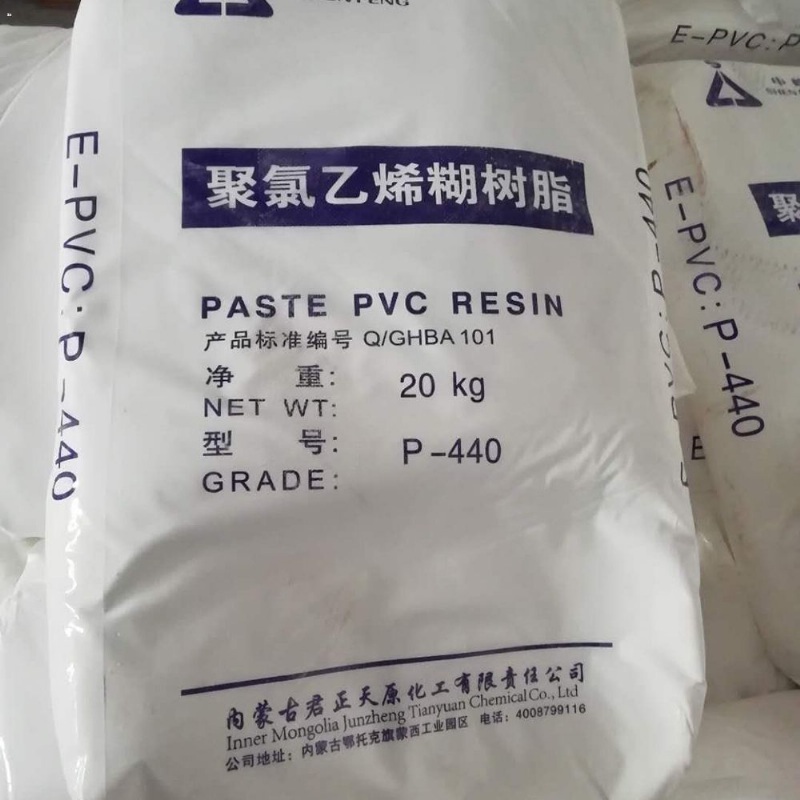 SHENFENG
E-PVC:P-440
聚氯乙烯糊树脂
PASTE PVC RESIN
产品标准编号 Q/GHBA 101
净 重: 20 kg
NET WT:
型 号: P-440
GRADE:
内蒙古君正天原化工有限责任公司
Inner Mongolia Junzheng Tianyuan Chemical Co., Ltd
公司地址: 内蒙古鄂托克旗蒙西工业园区 电话: 4008799116
E-PVC:P
E-PVC:P-440
聚